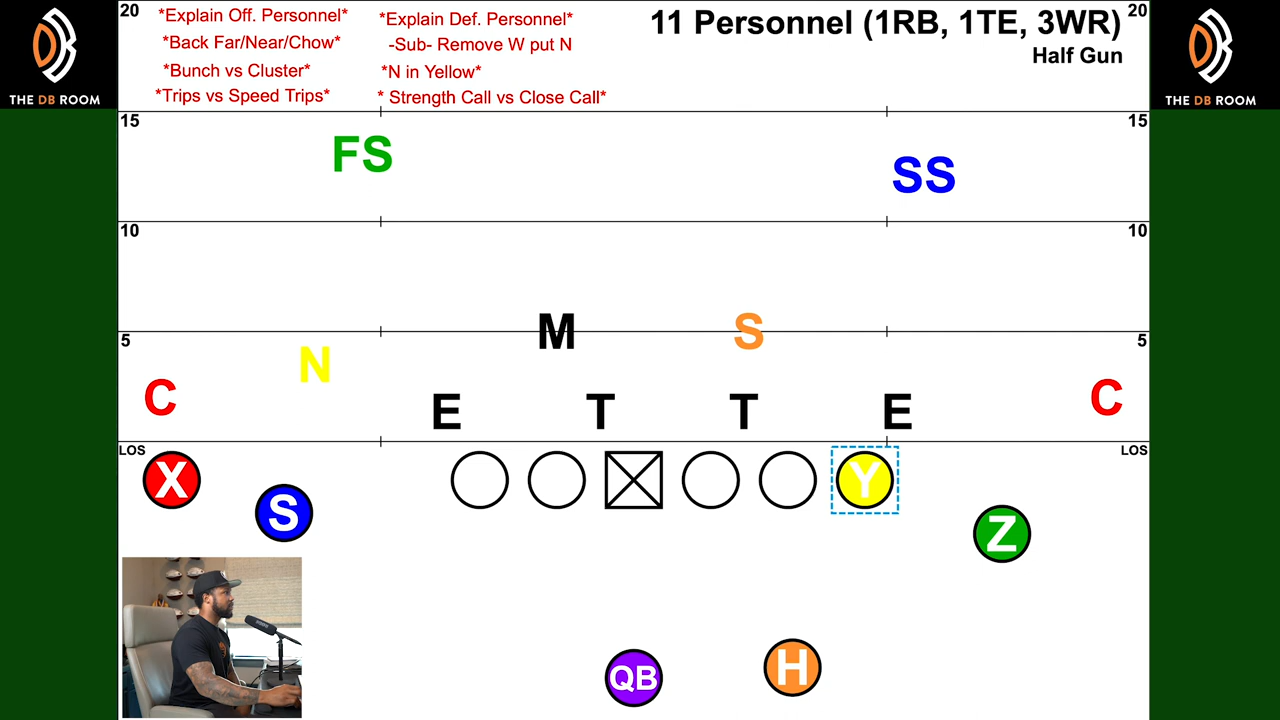 20
*Explain Off. Personnel*
*Explain Def. Personnel*
11 Personnel (1RB, 1TE, 3WR)
20
*Back Far/Near/Chow*
-Sub- Remove W put N
Half Gun
*Bunch vs Cluster*
*N in Yellow*
*Trips vs Speed Trips*
* Strength Call vs Close Call*
THE DB ROOM
THE DB ROOM
15
15
FS
SS
10
10
M
S
5
5
N
C
C
E
T
T
E
LOS
LOS
X
Y
S
Z
QB
H